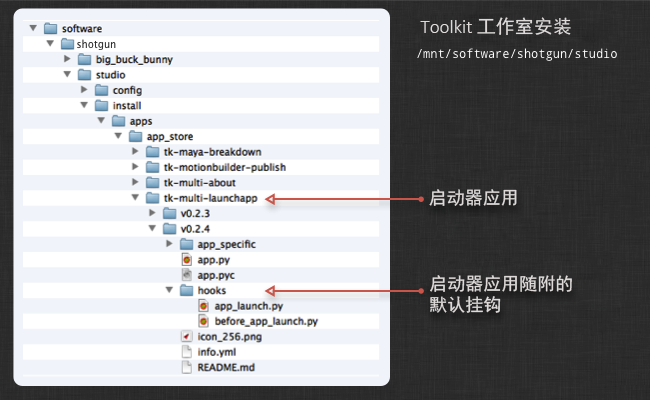 software
shotgun
big_buck_bunny
studio
config
install
apps
app_store
tk-maya-breakdown
tk-motionbuilder-publish
tk-multi-about
tk-multi-launchapp
v0.2.3
v0.2.4
app_specific
app.py
app.pyc
hooks
app_launch.py
before_app_launch.py
icon_256.png
info.yml
README.md
Toolkit 工作室安装
/mnt/software/shotgun/studio
启动器应用
启动器应用随附的
默认挂钩